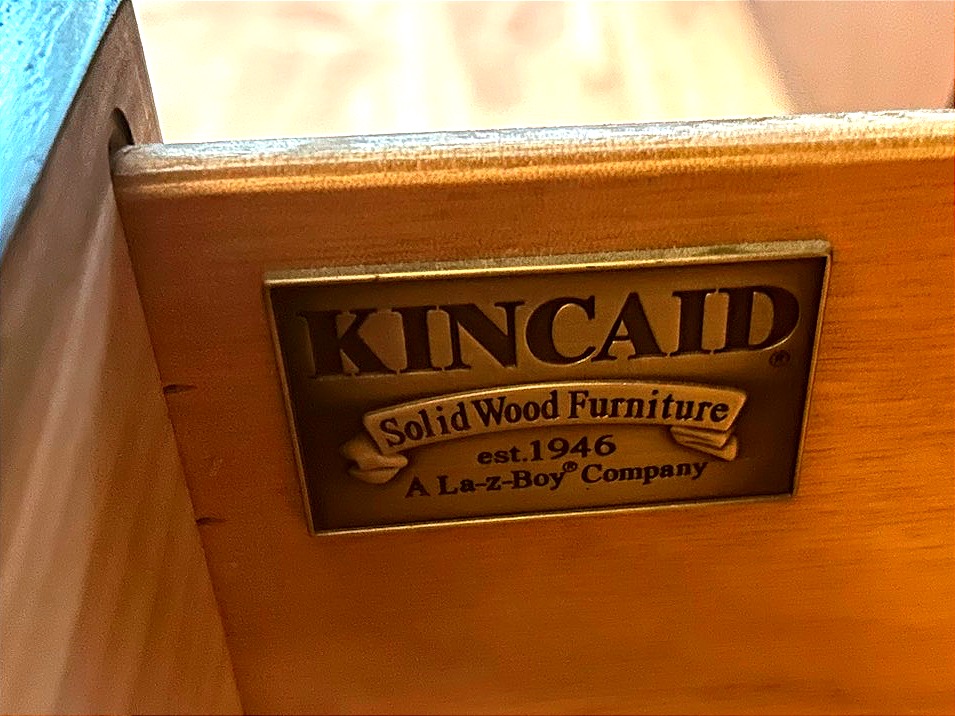 KINCAID®
Solid Wood Furniture
est.1946
A La-z-Boy® Company